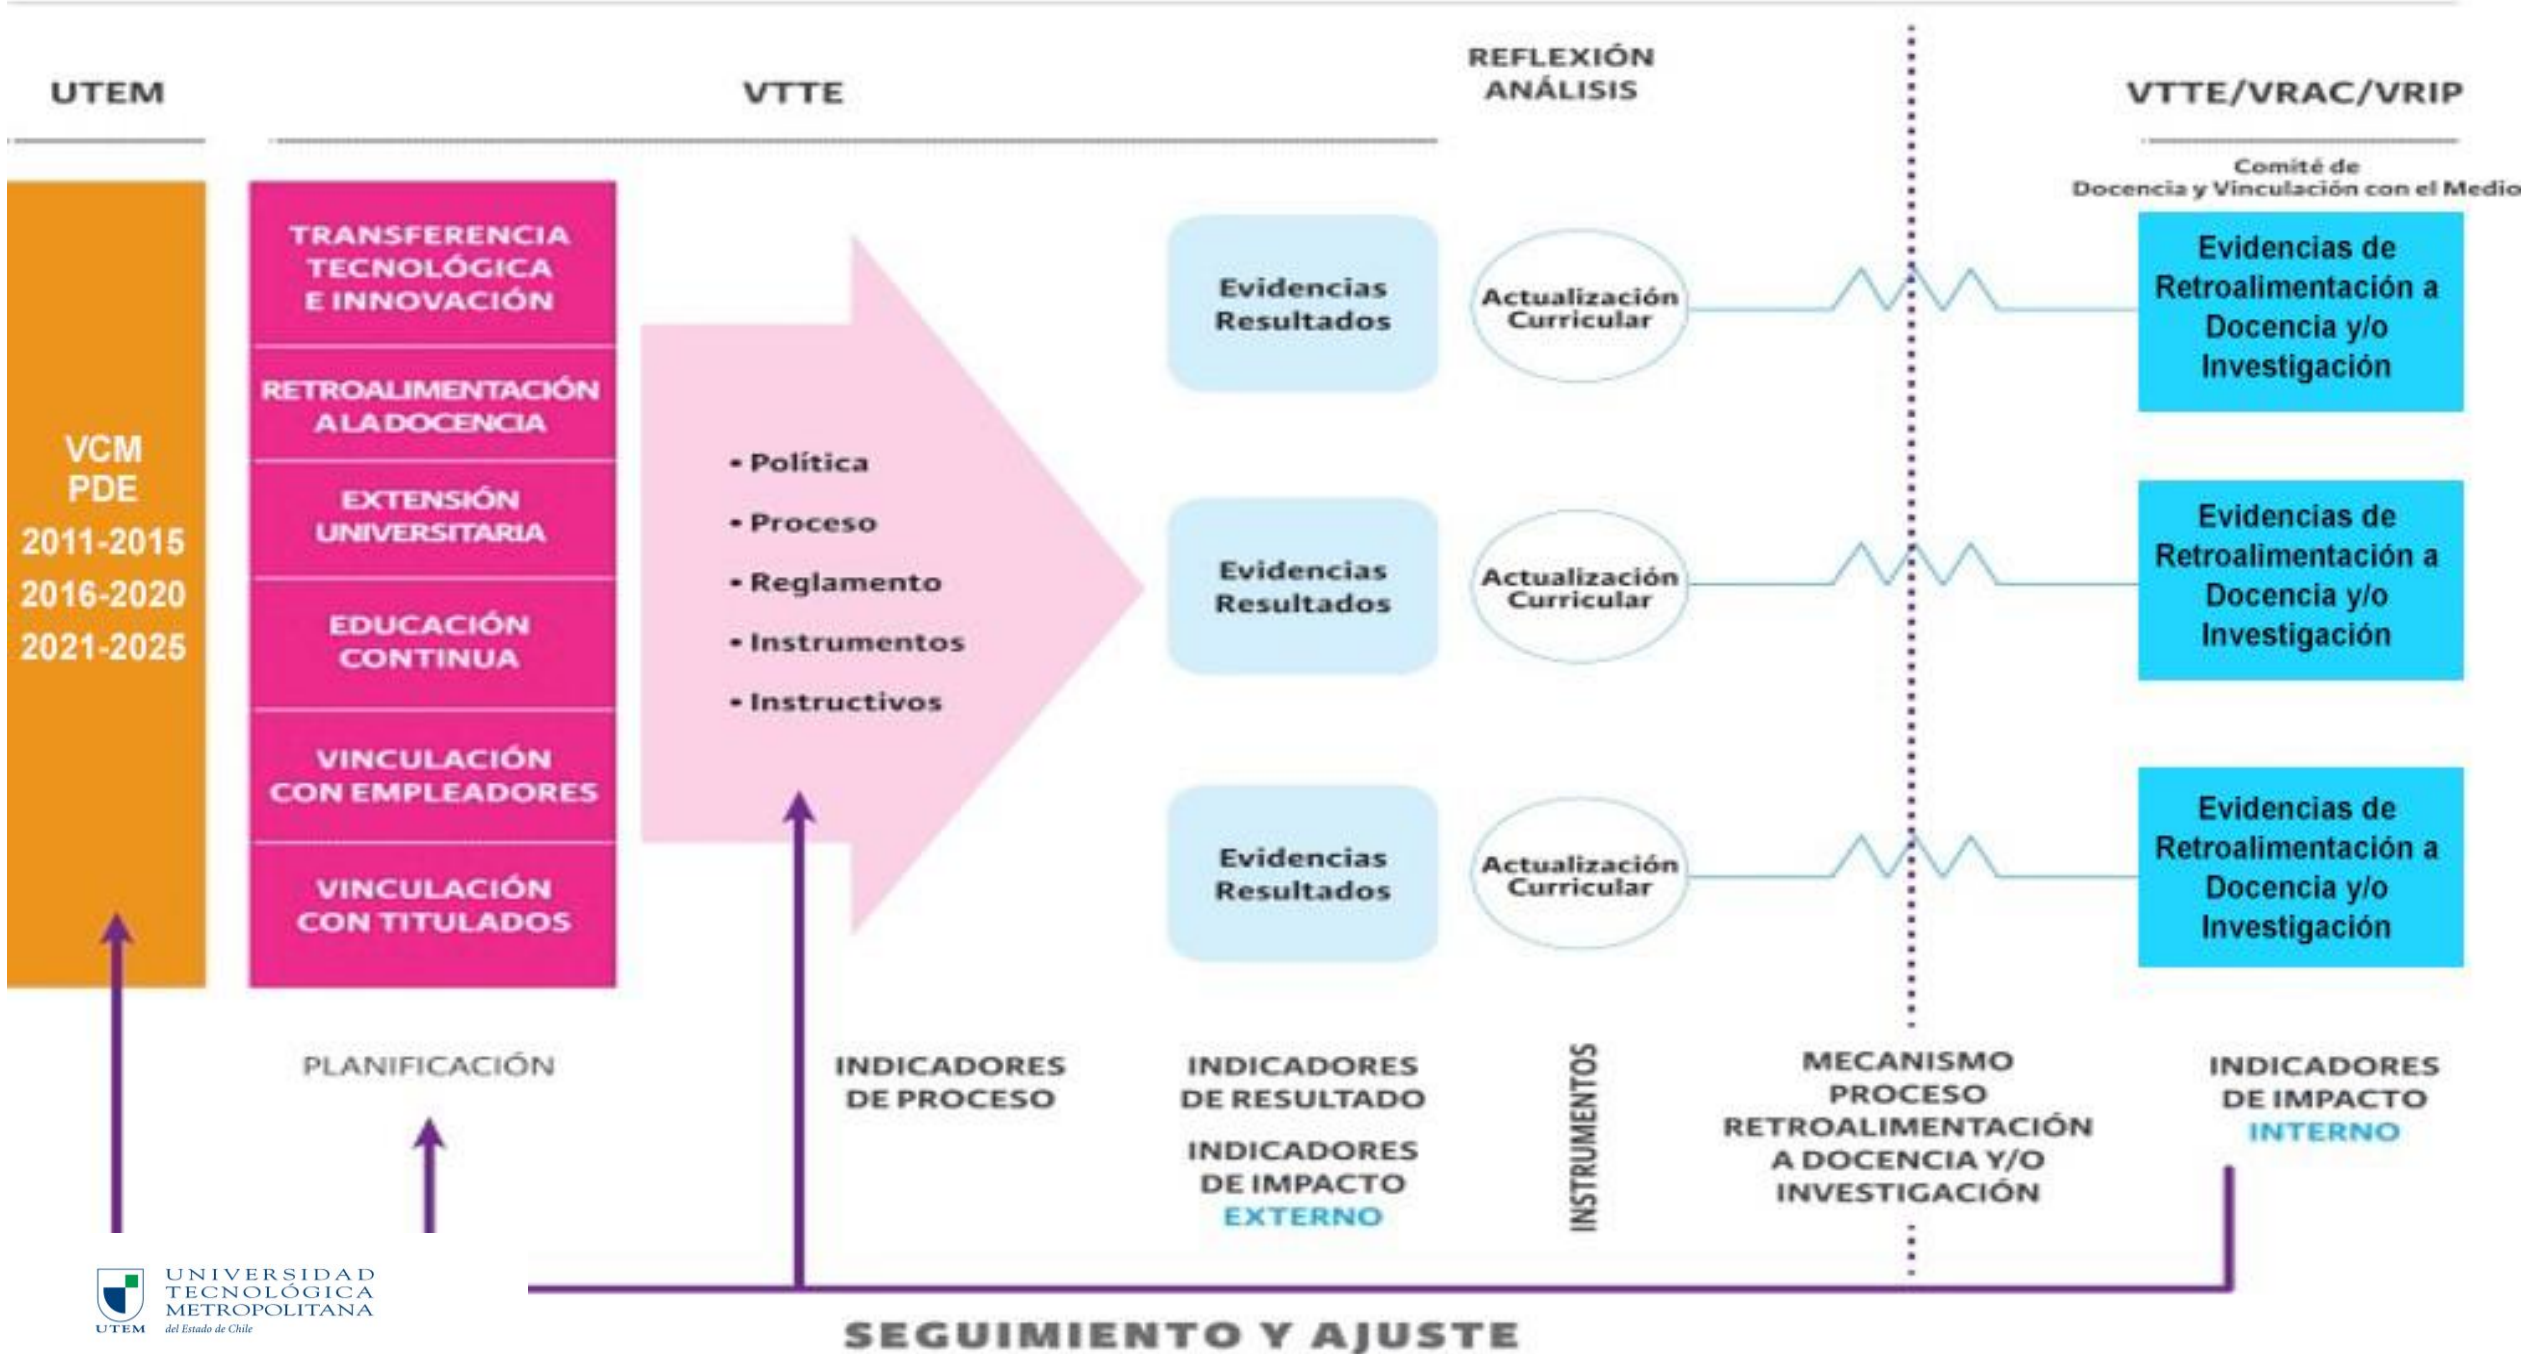 UTEM
VTTE
REFLEXIÓN
ANÁLISIS
VTTE/VRAC/VRIP
Comité de
Docencia y Vinculación con el Medio
VCM
PDE
2011-2015
2016-2020
2021-2025
TRANSFERENCIA
TECNOLÓGICA
E INNOVACIÓN
RETROALIMENTACIÓN
A LA DOCENCIA
EXTENSIÓN
UNIVERSITARIA
EDUCACIÓN
CONTINUA
VINCULACIÓN
CON EMPLEADORES
VINCULACIÓN
CON TITULADOS
• Política
• Proceso
• Reglamento
• Instrumentos
• Instructivos
Evidencias
Resultados
Actualización
Curricular
Evidencias de
Retroalimentación a
Docencia y/o
Investigación
Evidencias
Resultados
Actualización
Curricular
Evidencias de
Retroalimentación a
Docencia y/o
Investigación
Evidencias
Resultados
Actualización
Curricular
Evidencias de
Retroalimentación a
Docencia y/o
Investigación
PLANIFICACIÓN
INDICADORES
DE PROCESO
INDICADORES
DE RESULTADO
INDICADORES
DE IMPACTO
EXTERNO
INSTRUMENTOS
MECANISMO
PROCESO
RETROALIMENTACIÓN
A DOCENCIA Y/O
INVESTIGACIÓN
INDICADORES
DE IMPACTO
INTERNO
UTEM
UNIVERSIDAD
TECNOLÓGICA
METROPOLITANA
del Estado de Chile
SEGUIMIENTO Y AJUSTE